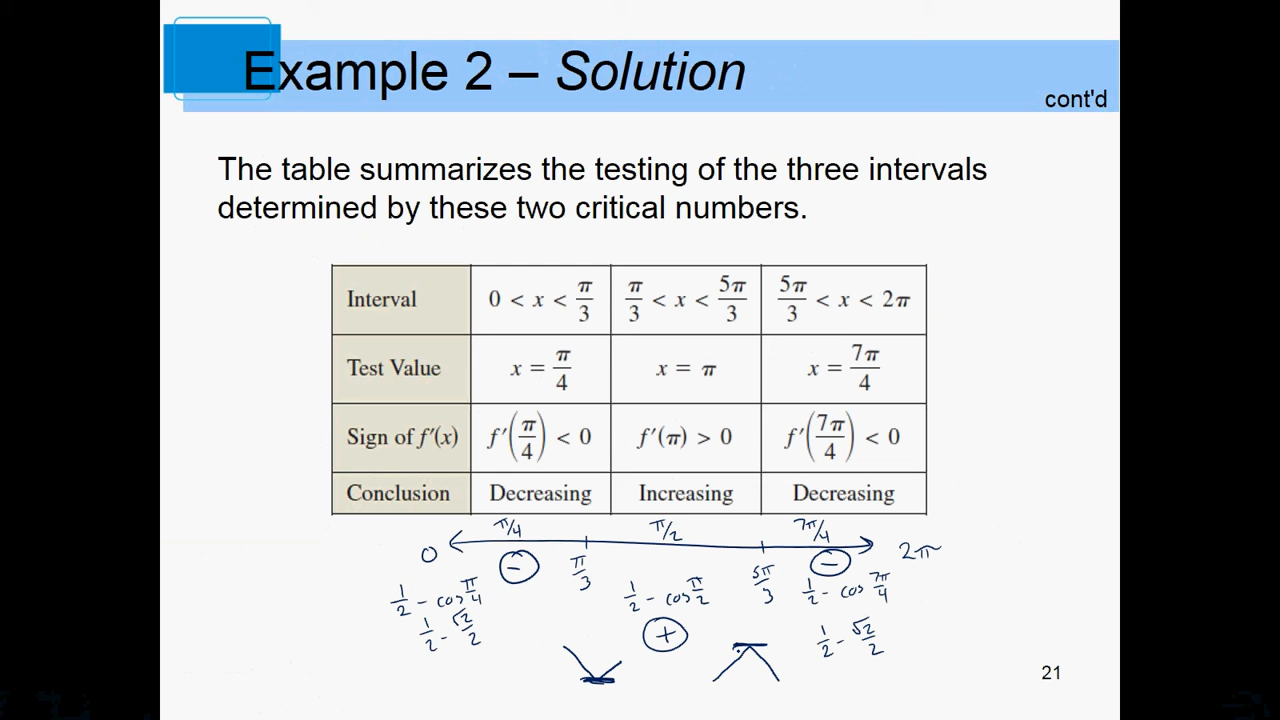 Example 2 – Solution
cont'd
The table summarizes the testing of the three intervals
determined by these two critical numbers.
Interval 0 < x < π/3 π/3 < x < 5π/3 5π/3 < x < 2π
Test Value x = π/4 x = π x = 7π/4
Sign of f′(x) f′(π/4) < 0 f′(π) > 0 f′(7π/4) < 0
Conclusion Decreasing Increasing Decreasing
π/4 π/2 7π/4
0 2π
− π/3 5π/3 −
1/2 − cos π/4 1/2 − cos π/2 1/2 − cos 7π/4
1/2 − √2/2 + 1/2 − √2/2
21